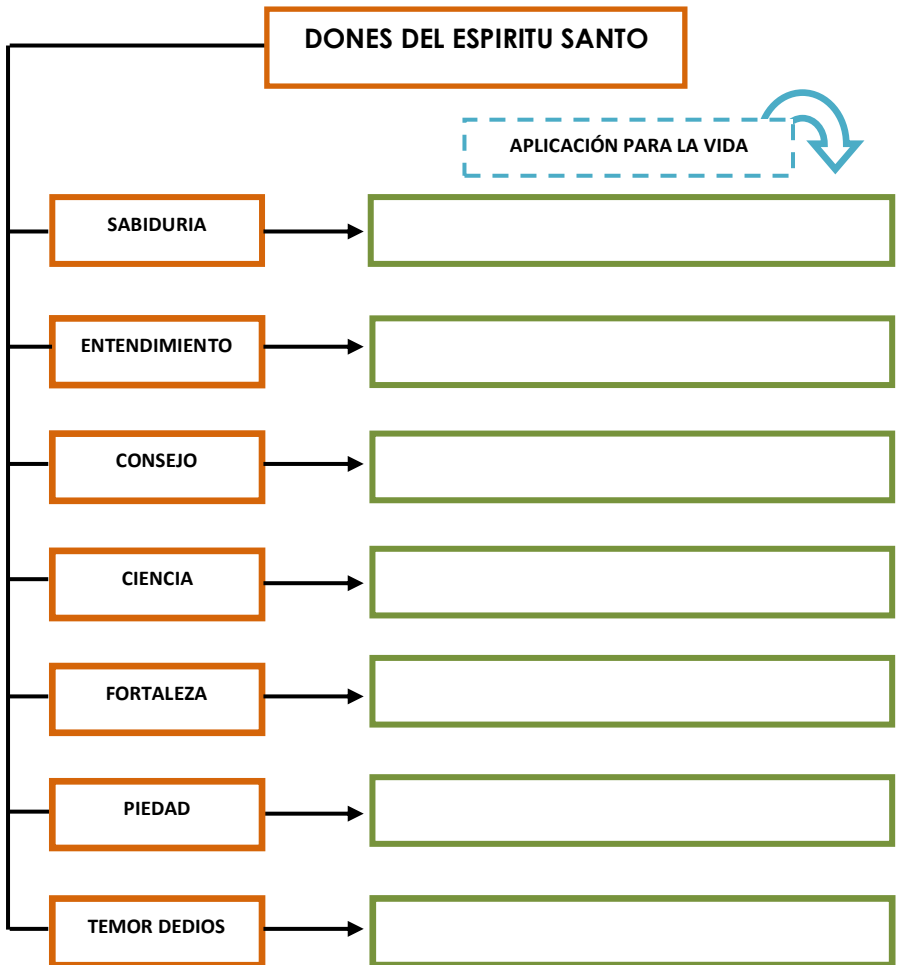 DONES DEL ESPIRITU SANTO
APLICACIÓN PARA LA VIDA
SABIDURIA
ENTENDIMIENTO
CONSEJO
CIENCIA
FORTALEZA
PIEDAD
TEMOR DEDIOS